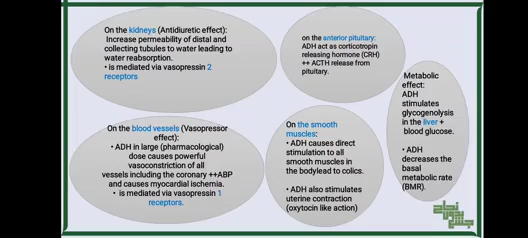 On the kidneys (Antidiuretic effect):
Increase permeability of distal and
collecting tubules to water leading to
water reabsorption.
• is mediated via vasopressin 2
receptors
on the anterior pituitary:
ADH act as corticotropin
releasing hormone (CRH)
++ ACTH release from
pituitary.
Metabolic
effect:
ADH
stimulates
glycogenolysis
in the liver +
blood glucose.
• ADH
decreases the
basal
metabolic rate
(BMR).
On the blood vessels (Vasopressor
effect):
• ADH in large (pharmacological)
dose causes powerful
vasoconstriction of all
vessels including the coronary ++ABP
and causes myocardial ischemia.
• is mediated via vasopressin 1
receptors.
On the smooth
muscles:
• ADH causes direct
stimulation to all
smooth muscles in
the bodylead to colics.
• ADH also stimulates
uterine contraction
(oxytocin like action)